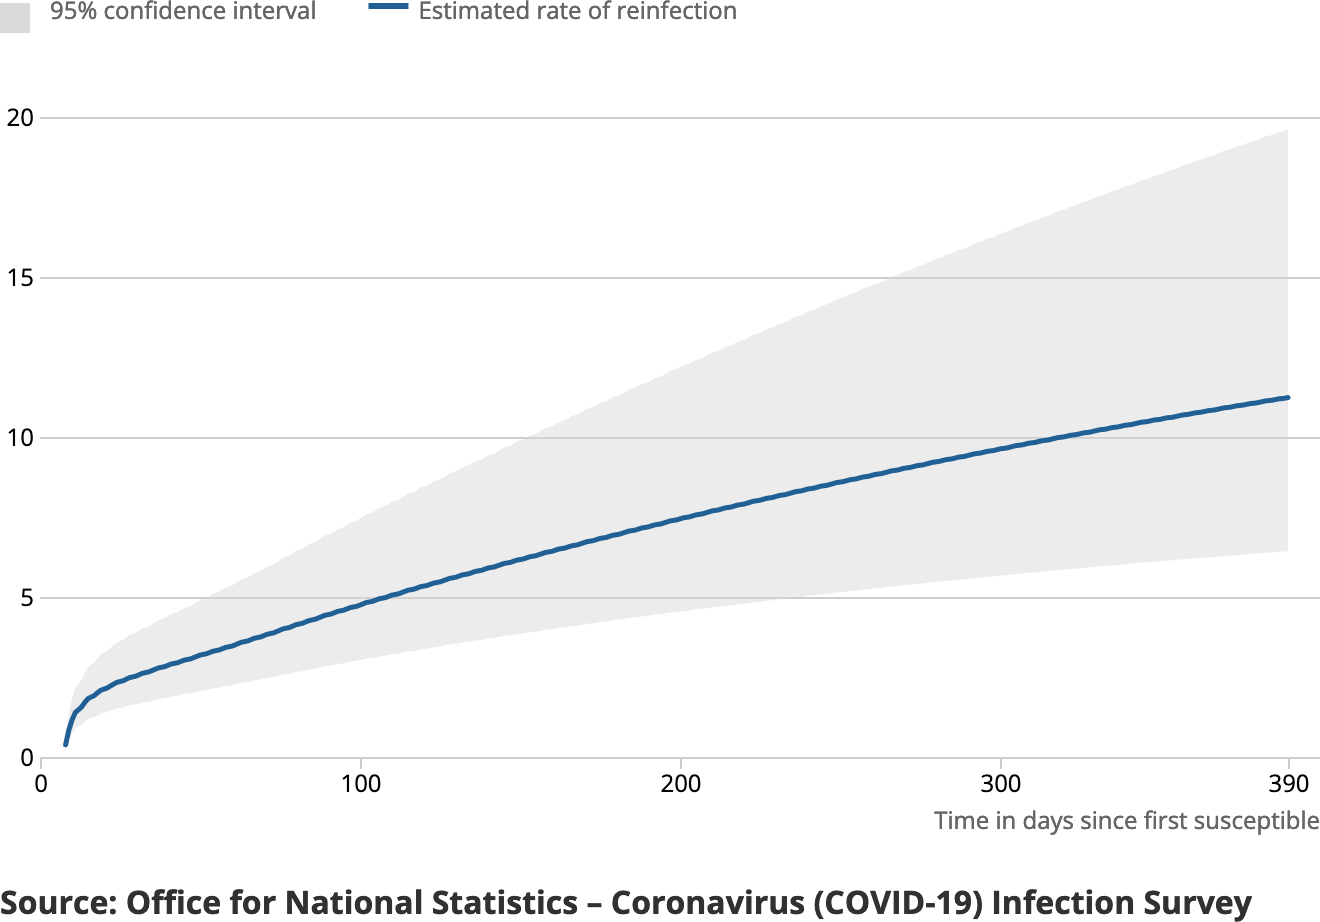 95% confidence interval Estimated rate of reinfection
20
15
10
5
0
0 100 200 300 390
Time in days since first susceptible
Source: Office for National Statistics – Coronavirus (COVID-19) Infection Survey